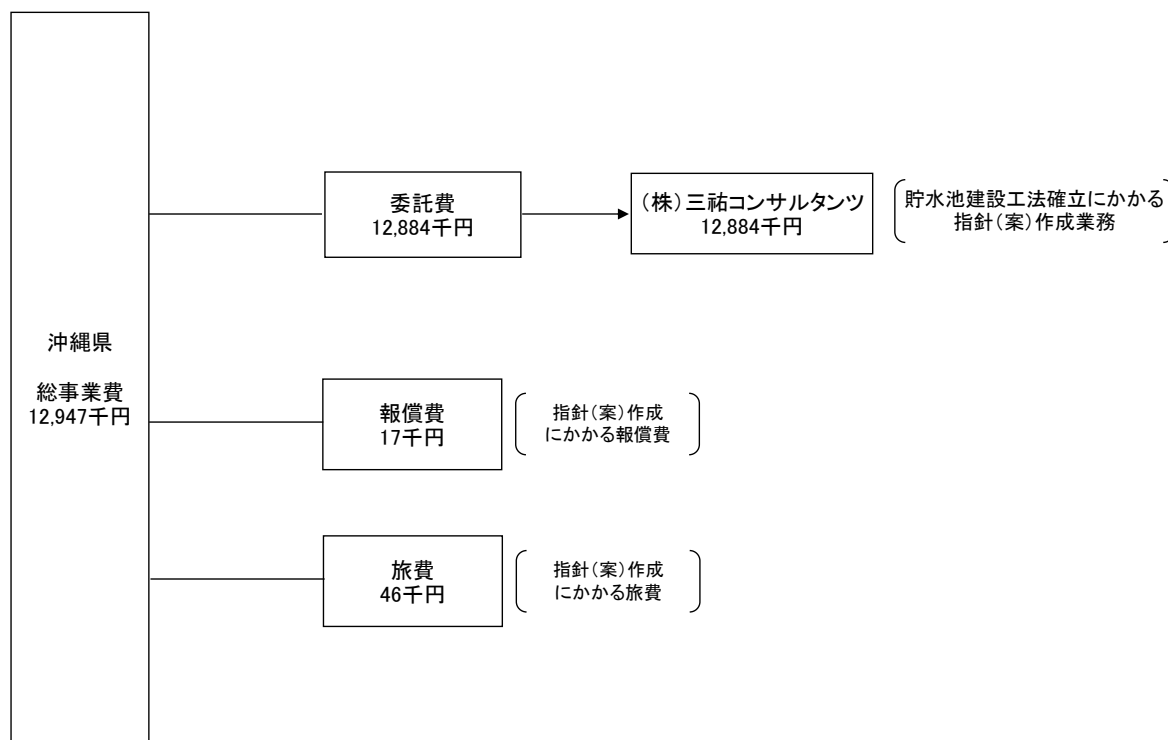 沖縄県
総事業費
12,947千円
委託費
12,884千円
(株)三祐コンサルタンツ
12,884千円
貯水池建設工法確立にかかる
指針(案)作成業務
報償費
17千円
指針(案)作成
にかかる報償費
旅費
46千円
指針(案)作成
にかかる旅費